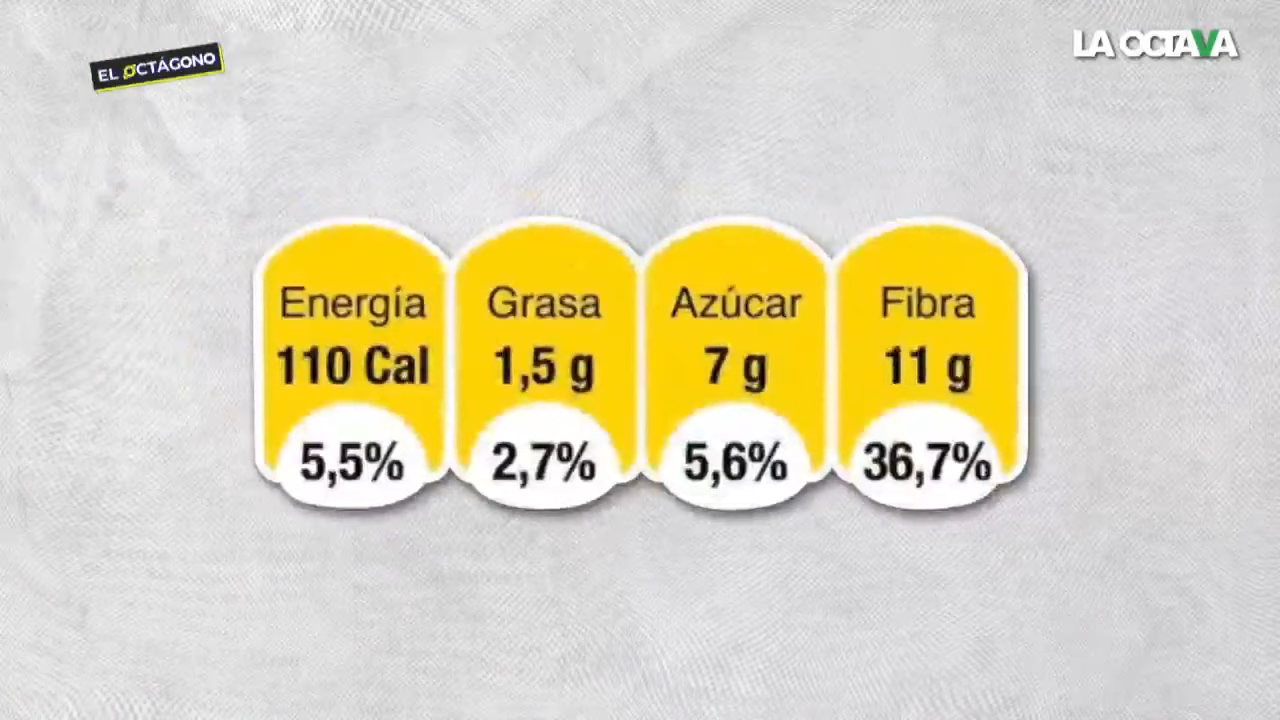 EL OCTÁGONO
LA OCTAVA
Energía
110 Cal
5,5%
Grasa
1,5 g
2,7%
Azúcar
7 g
5,6%
Fibra
11 g
36,7%